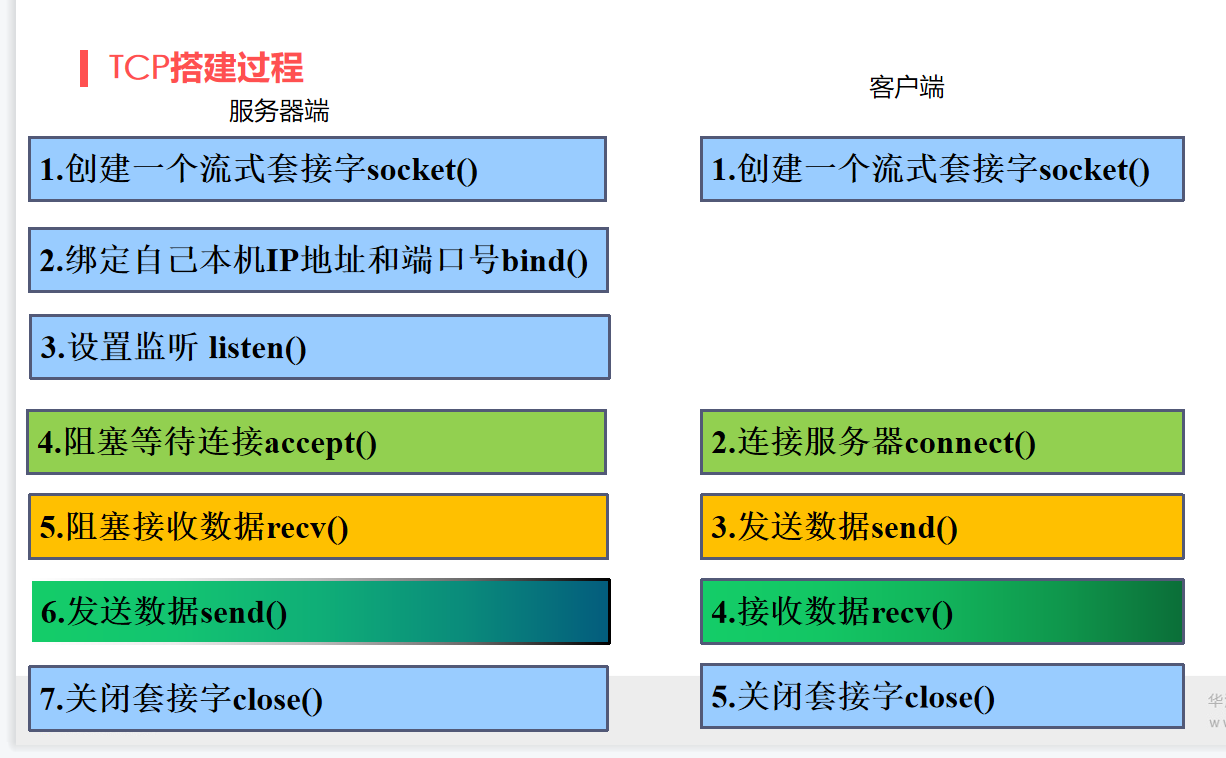 TCP搭建过程
服务器端
客户端
1.创建一个流式套接字socket()
1.创建一个流式套接字socket()
2.绑定自己本机IP地址和端口号bind()
3.设置监听 listen()
4.阻塞等待连接accept()
2.连接服务器connect()
5.阻塞接收数据recv()
3.发送数据send()
6.发送数据send()
4.接收数据recv()
7.关闭套接字close()
5.关闭套接字close()
华